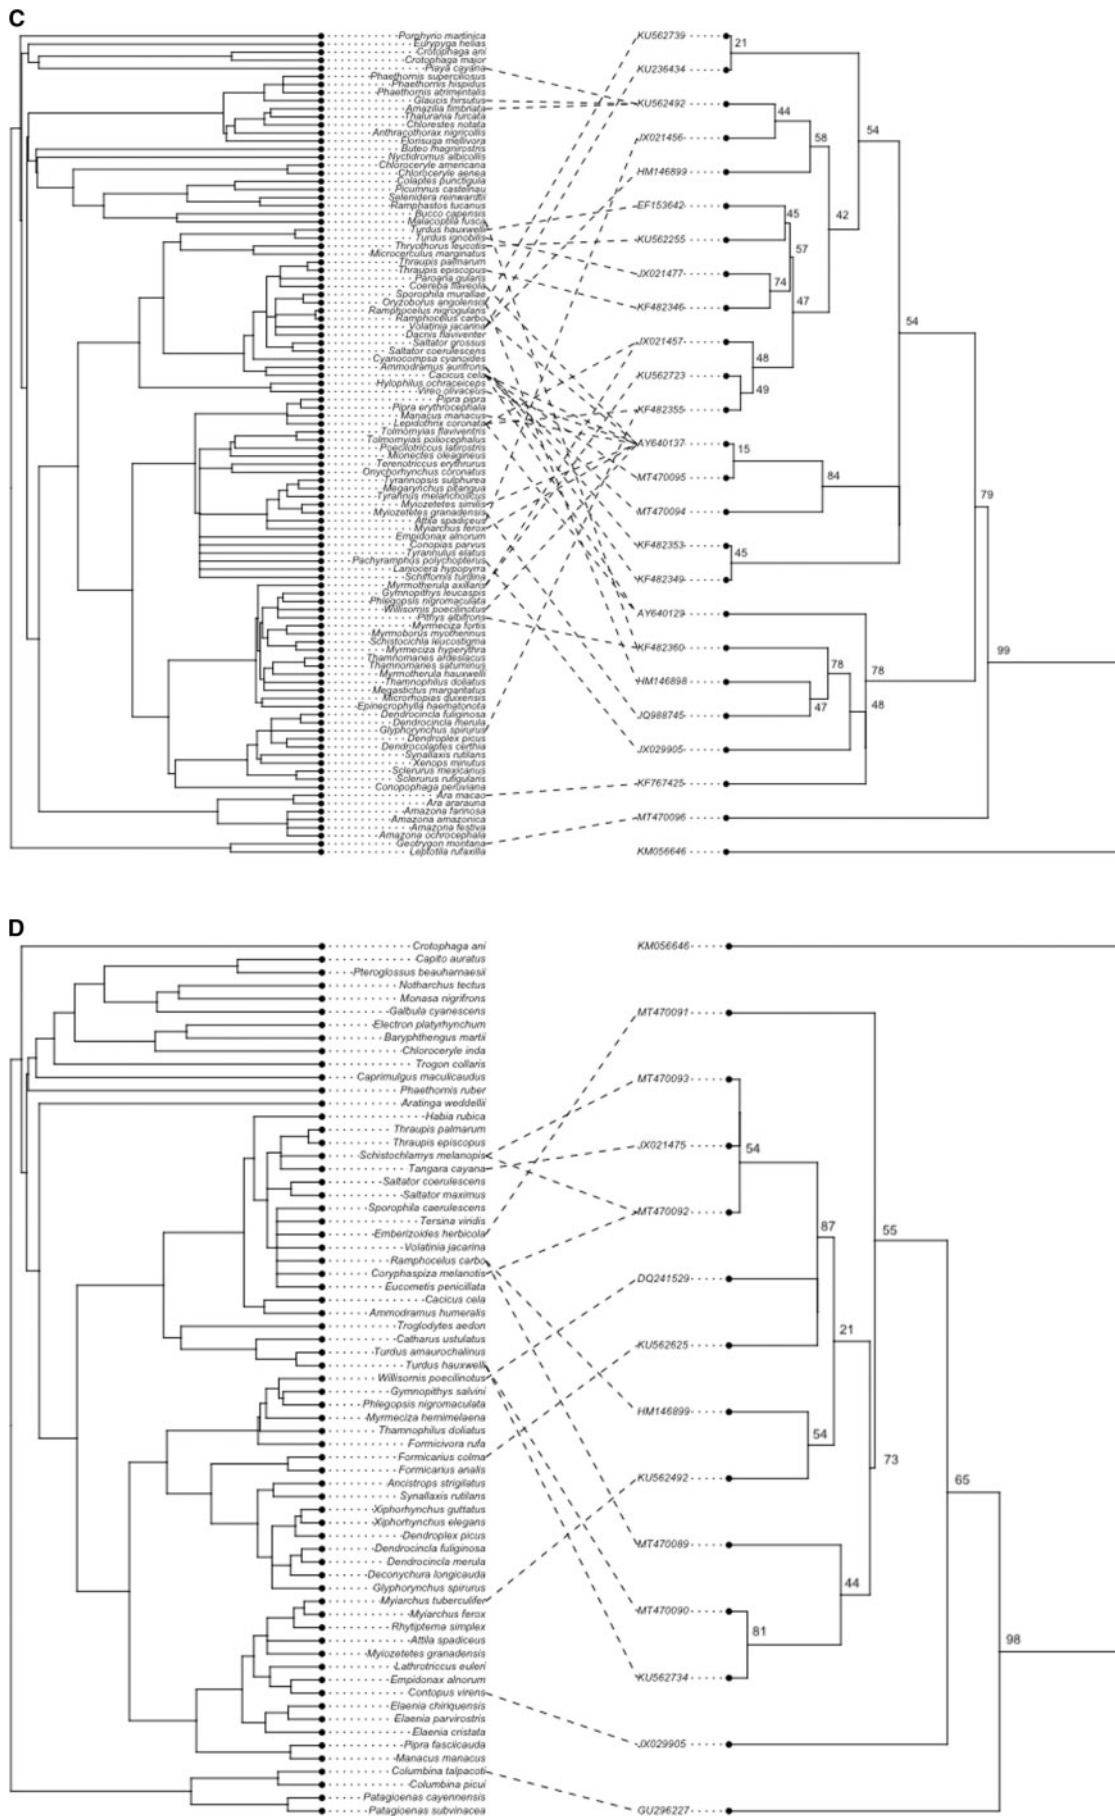 C
Porphyrio martinica
Eurypyga helias
Crotophaga ani
Crotophaga major
Piaya cayana
Phaethornis superciliosus
Phaethornis hispidus
Phaethornis atrimentalis
Glaucis hirsutus
Amazilia fimbriata
Thalurania furcata
Chlorestes notata
Anthracothorax nigricollis
Florisuga mellivora
Buteo magnirostris
Nyctidromus albicollis
Chloroceryle americana
Chloroceryle aenea
Colaptes punctigula
Picumnus castelnau
Selenidera reinwardtii
Ramphastos tucanus
Bucco capensis
Malacoptila fusca
Turdus hauxwelli
Turdus ignobilis
Thryothorus leucotis
Microcerculus marginatus
Thraupis palmarum
Thraupis episcopus
Paroaria gularis
Coereba flaveola
Sporophila murallae
Oryzoborus angolensis
Ramphocelus nigrogularis
Ramphocelus carbo
Volatinia jacarina
Dacnis flaviventer
Saltator grossus
Saltator coerulescens
Cyanocompsa cyanoides
Ammodramus aurifrons
Cacicus cela
Hylophilus ochraceiceps
Vireo olivaceus
Pipra pipra
Pipra erythrocephala
Manacus manacus
Lepidothrix coronata
Tolmomyias flaviventris
Tolmomyias poliocephalus
Poecilotriccus latirostris
Mionectes oleagineus
Terenotriccus erythrurus
Onychorhynchus coronatus
Tyrannopsis sulphurea
Megarynchus pitangua
Tyrannus melancholicus
Myiozetetes similis
Myiozetetes granadensis
Attila spadiceus
Myiarchus ferox
Empidonax alnorum
Conopias parvus
Tyrannulus elatus
Pachyramphus polychopterus
Laniocera hypopyrra
Schiffornis turdina
Myrmotherula axillaris
Gymnopithys leucaspis
Phlegopsis nigromaculata
Willisornis poecilinotus
Pithys albifrons
Myrmeciza fortis
Myrmoborus myotherinus
Schistocichla leucostigma
Myrmeciza hyperythra
Thamnomanes ardesiacus
Thamnomanes saturninus
Myrmotherula hauxwelli
Thamnophilus doliatus
Megastictus margaritatus
Microrhopias quixensis
Epinecrophylla haematonota
Dendrocincla fuliginosa
Dendrocincla merula
Glyphorynchus spirurus
Dendroplex picus
Dendrocolaptes certhia
Synallaxis rutilans
Xenops minutus
Sclerurus mexicanus
Sclerurus rufigularis
Conopophaga peruviana
Ara macao
Ara ararauna
Amazona farinosa
Amazona amazonica
Amazona festiva
Amazona ochrocephala
Geotrygon montana
Leptotila rufaxilla
KU562739
KU236434
KU562492
JX021456
HM146899
EF153642
KU562255
JX021477
KF482346
JX021457
KU562723
KF482355
AY640137
MT470095
MT470094
KF482353
KF482349
AY640129
KF482360
HM146898
JQ988745
JX029905
KF767425
MT470096
KM056646
21
44
58
54
45
42
57
74
47
54
48
49
15
84
79
45
99
78
78
47
48
D
Crotophaga ani
Capito auratus
Pteroglossus beauharnaesii
Notharchus tectus
Monasa nigrifrons
Galbula cyanescens
Electron platyrhynchum
Baryphthengus martii
Chloroceryle inda
Trogon collaris
Caprimulgus maculicaudus
Phaethornis ruber
Aratinga weddellii
Habia rubica
Thraupis palmarum
Thraupis episcopus
Schistochlamys melanopis
Tangara cayana
Saltator coerulescens
Saltator maximus
Sporophila caerulescens
Tersina viridis
Emberizoides herbicola
Volatinia jacarina
Ramphocelus carbo
Coryphaspiza melanotis
Eucometis penicillata
Cacicus cela
Ammodramus humeralis
Troglodytes aedon
Catharus ustulatus
Turdus amaurochalinus
Turdus hauxwelli
Willisornis poecilinotus
Gymnopithys salvini
Phlegopsis nigromaculata
Myrmeciza hemimelaena
Thamnophilus doliatus
Formicivora rufa
Formicarius colma
Formicarius analis
Ancistrops strigilatus
Synallaxis rutilans
Xiphorhynchus guttatus
Xiphorhynchus elegans
Dendroplex picus
Dendrocincla fuliginosa
Dendrocincla merula
Deconychura longicauda
Glyphorynchus spirurus
Myiarchus tuberculifer
Myiarchus ferox
Rhytipterna simplex
Attila spadiceus
Myiozetetes granadensis
Lathrotriccus euleri
Empidonax alnorum
Contopus virens
Elaenia chiriquensis
Elaenia parvirostris
Elaenia cristata
Pipra fasciicauda
Manacus manacus
Columbina talpacoti
Columbina picui
Patagioenas cayennensis
Patagioenas subvinacea
KM056646
MT470091
MT470093
JX021475
MT470092
DQ241529
KU562625
HM146899
KU562492
MT470089
MT470090
KU562734
JX029905
GU296227
54
87
55
21
54
73
65
44
81
98